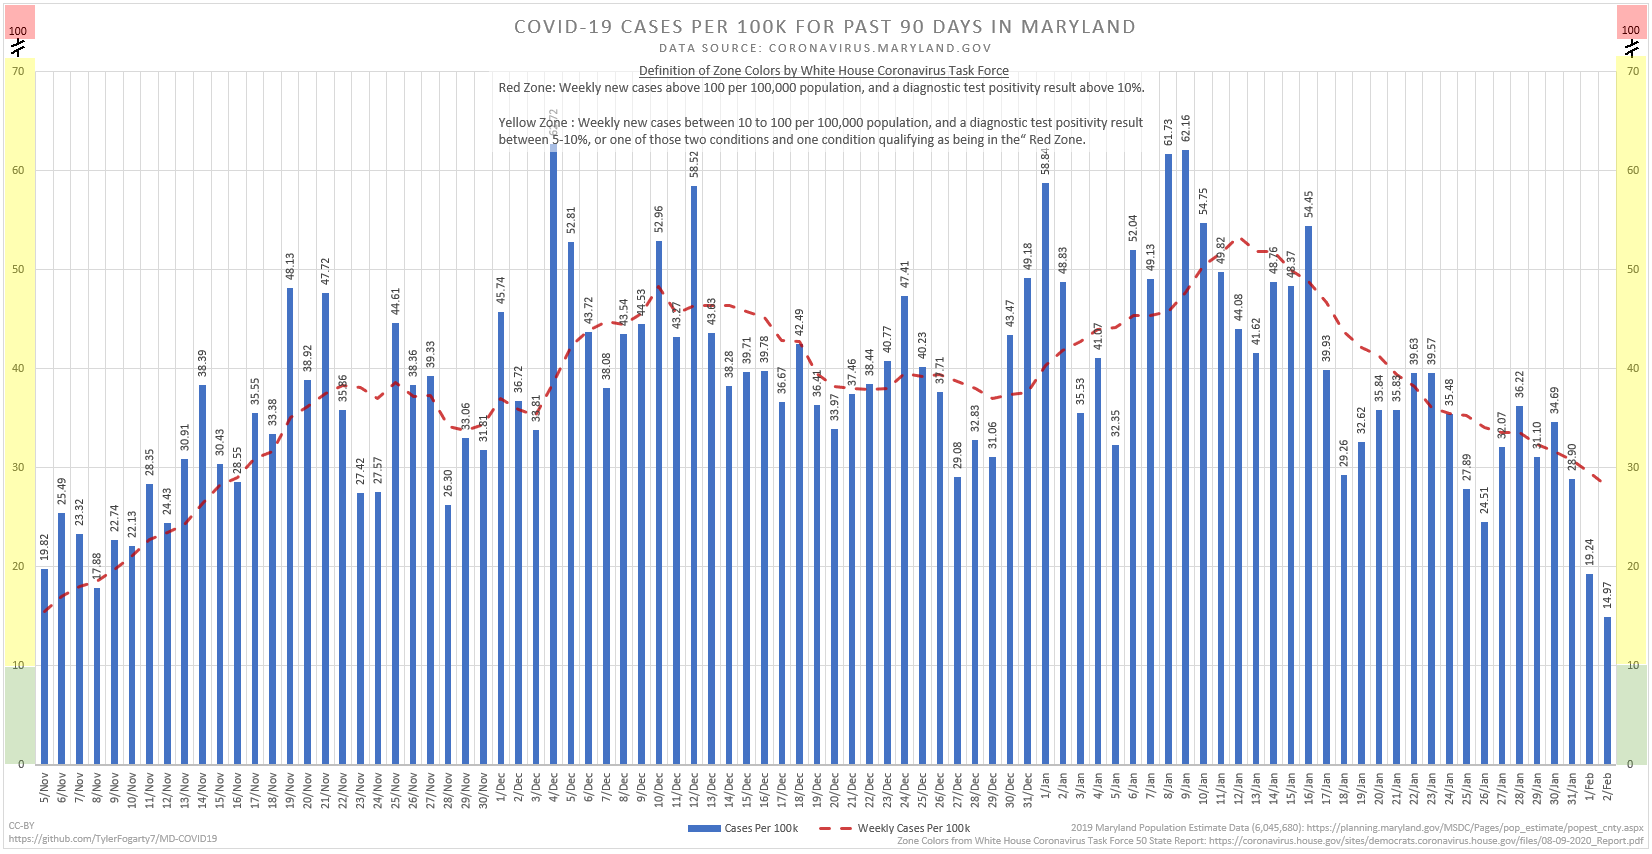 COVID-19 CASES PER 100K FOR PAST 90 DAYS IN MARYLAND
DATA SOURCE: CORONAVIRUS.MARYLAND.GOV
Definition of Zone Colors by White House Coronavirus Task Force
Red Zone: Weekly new cases above 100 per 100,000 population, and a diagnostic test positivity result above 10%.
Yellow Zone : Weekly new cases between 10 to 100 per 100,000 population, and a diagnostic test positivity result
between 5-10%, or one of those two conditions and one condition qualifying as being in the“ Red Zone.
100
70
60
50
40
30
20
10
0
100
70
60
50
40
30
20
10
0
19.82
25.49
23.32
17.88
22.74
22.13
28.35
24.43
30.91
38.39
30.43
28.55
35.55
33.38
48.13
38.92
47.72
35.86
27.42
27.57
44.61
38.36
39.33
26.30
33.06
31.81
45.74
36.72
33.81
52.81
43.72
38.08
43.54
44.53
52.96
43.27
58.52
43.63
38.28
39.71
39.78
36.67
42.49
36.41
33.97
37.46
38.44
40.77
47.41
40.23
37.71
29.08
32.83
31.06
43.47
49.18
58.84
48.83
35.53
41.07
32.35
52.04
49.13
61.73
62.16
54.75
49.82
44.08
41.62
48.76
48.37
54.45
39.93
29.26
32.62
35.84
35.83
39.63
39.57
35.48
27.89
24.51
32.07
36.22
31.10
34.69
28.90
19.24
14.97
5/Nov
6/Nov
7/Nov
8/Nov
9/Nov
10/Nov
11/Nov
12/Nov
13/Nov
14/Nov
15/Nov
16/Nov
17/Nov
18/Nov
19/Nov
20/Nov
21/Nov
22/Nov
23/Nov
24/Nov
25/Nov
26/Nov
27/Nov
28/Nov
29/Nov
30/Nov
1/Dec
2/Dec
3/Dec
4/Dec
5/Dec
6/Dec
7/Dec
8/Dec
9/Dec
10/Dec
11/Dec
12/Dec
13/Dec
14/Dec
15/Dec
16/Dec
17/Dec
18/Dec
19/Dec
20/Dec
21/Dec
22/Dec
23/Dec
24/Dec
25/Dec
26/Dec
27/Dec
28/Dec
29/Dec
30/Dec
31/Dec
1/Jan
2/Jan
3/Jan
4/Jan
5/Jan
6/Jan
7/Jan
8/Jan
9/Jan
10/Jan
11/Jan
12/Jan
13/Jan
14/Jan
15/Jan
16/Jan
17/Jan
18/Jan
19/Jan
20/Jan
21/Jan
22/Jan
23/Jan
24/Jan
25/Jan
26/Jan
27/Jan
28/Jan
29/Jan
30/Jan
31/Jan
1/Feb
2/Feb
Cases Per 100k
Weekly Cases Per 100k
CC-BY
https://github.com/TylerFogarty7/MD-COVID19
2019 Maryland Population Estimate Data (6,045,680): https://planning.maryland.gov/MSDC/Pages/pop_estimate/popest_cnty.aspx
Zone Colors from White House Coronavirus Task Force 50 State Report: https://coronavirus.house.gov/sites/democrats.coronavirus.house.gov/files/08-09-2020_Report.pdf